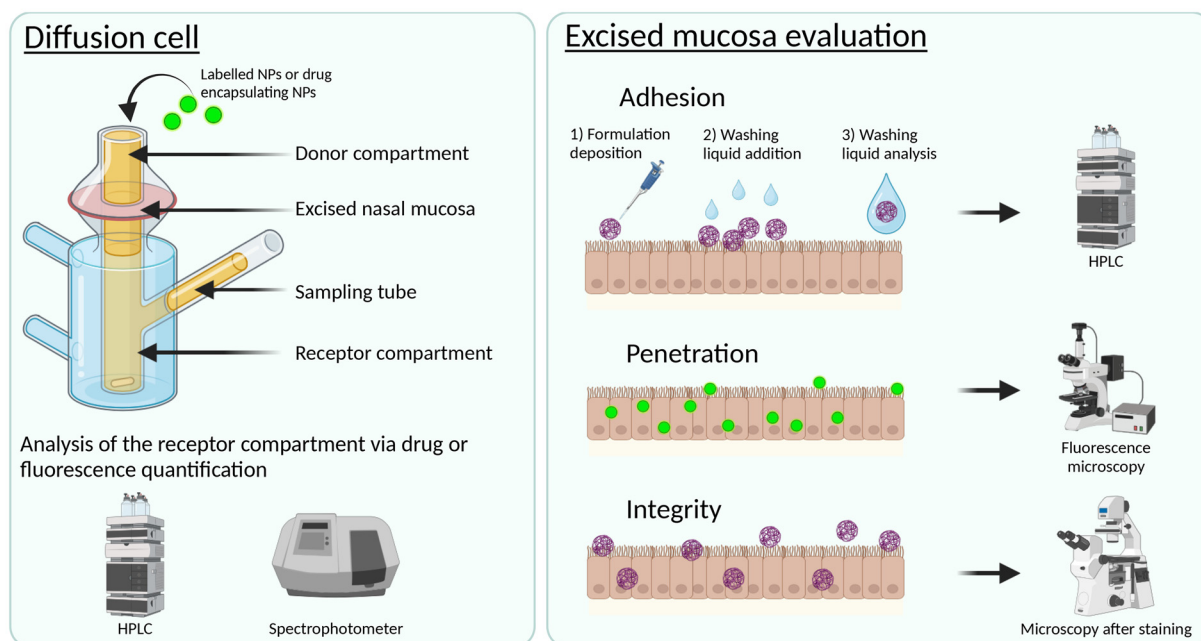 Diffusion cell
Labelled NPs or drug
encapsulating NPs
Donor compartment
Excised nasal mucosa
Sampling tube
Receptor compartment
Analysis of the receptor compartment via drug or
fluorescence quantification
HPLC
Spectrophotometer
Excised mucosa evaluation
Adhesion
1) Formulation
deposition
2) Washing
liquid addition
3) Washing
liquid analysis
HPLC
Penetration
Fluorescence
microscopy
Integrity
Microscopy after staining